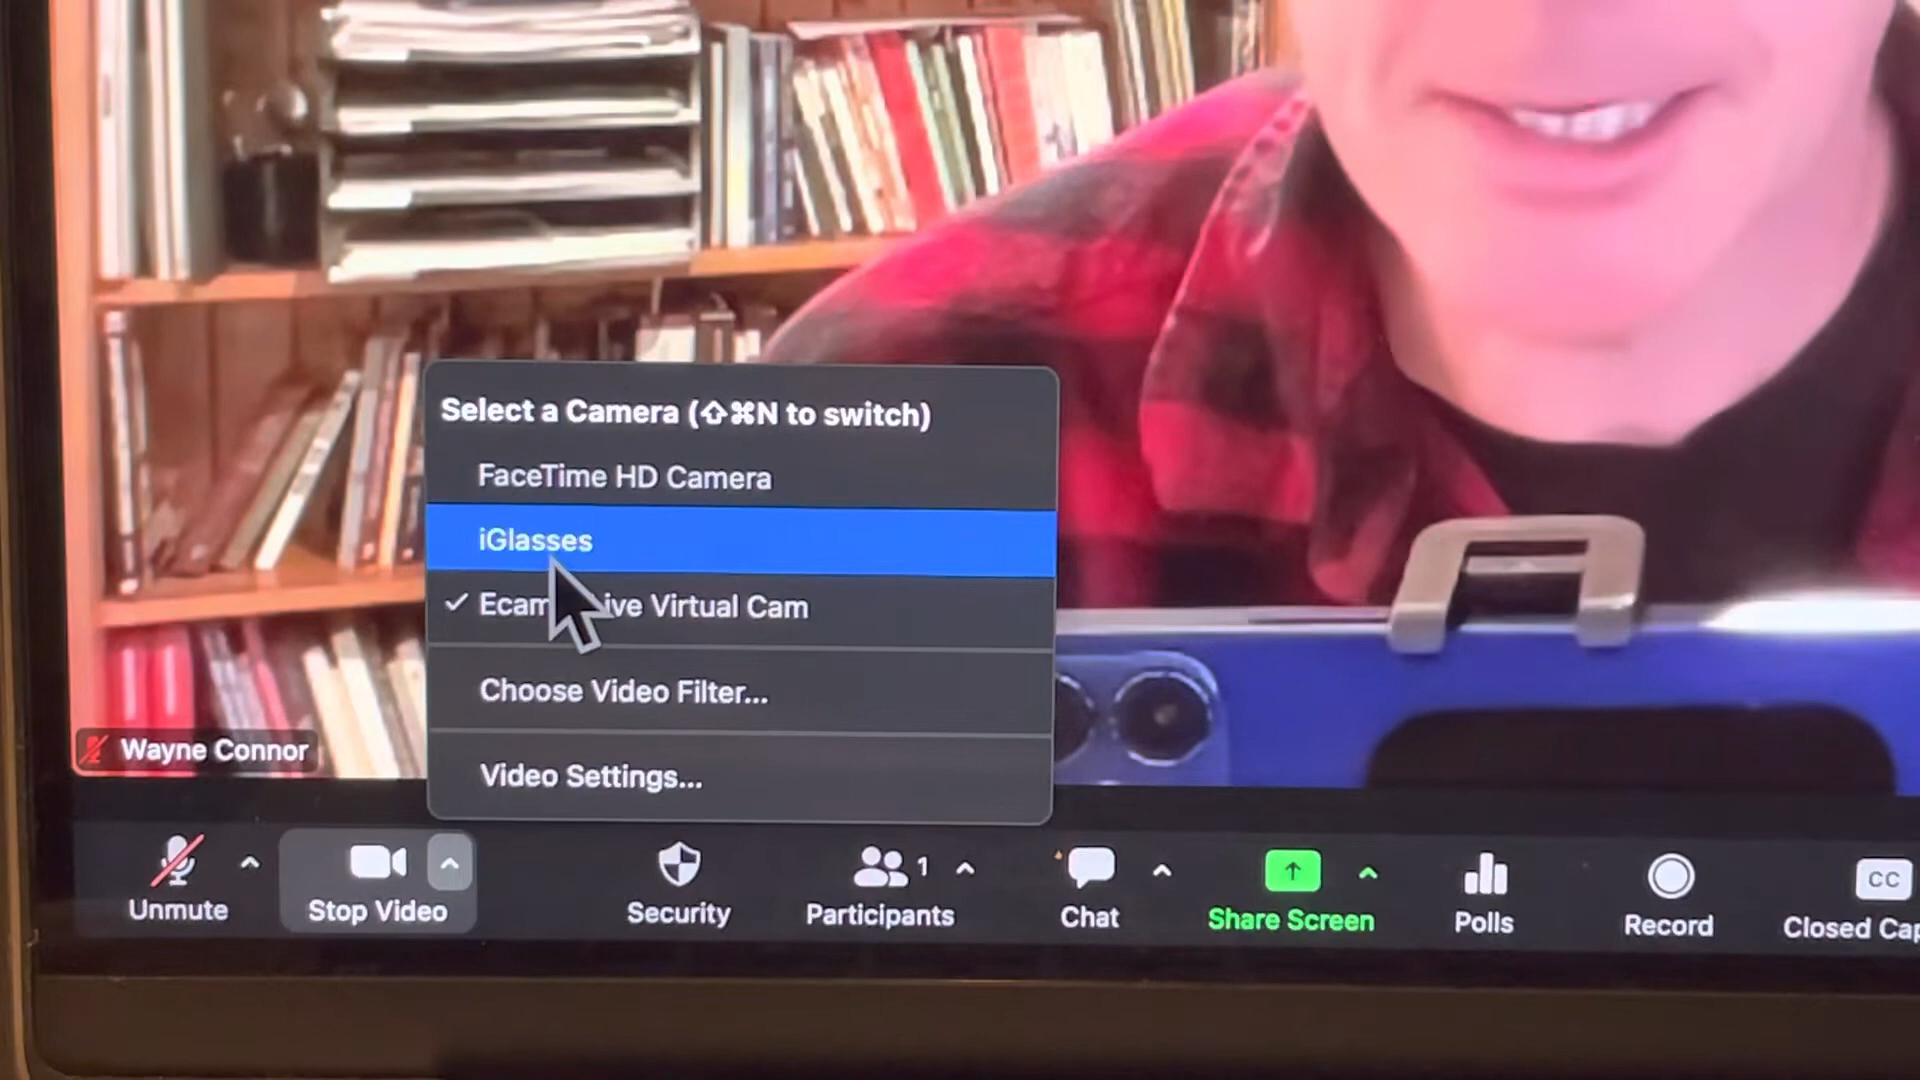 Select a Camera (⇧⌘N to switch)
FaceTime HD Camera
iGlasses
✓ Ecam ive Virtual Cam
Choose Video Filter...
Video Settings...
Wayne Connor
Unmute
Stop Video
Security
1
Participants
Chat
Share Screen
Polls
Record
CC
Closed Cap